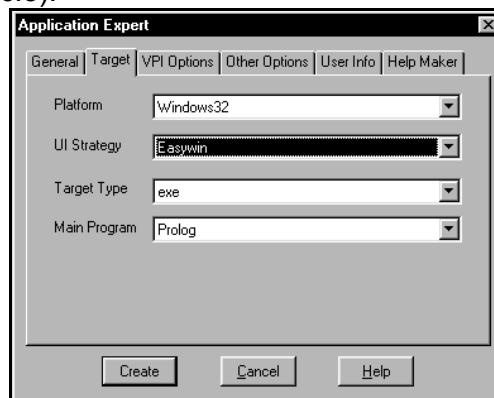 Application Expert
General Target VPI Options Other Options User Info Help Maker
Platform Windows32
UI Strategy Easywin
Target Type exe
Main Program Prolog
Create Cancel Help